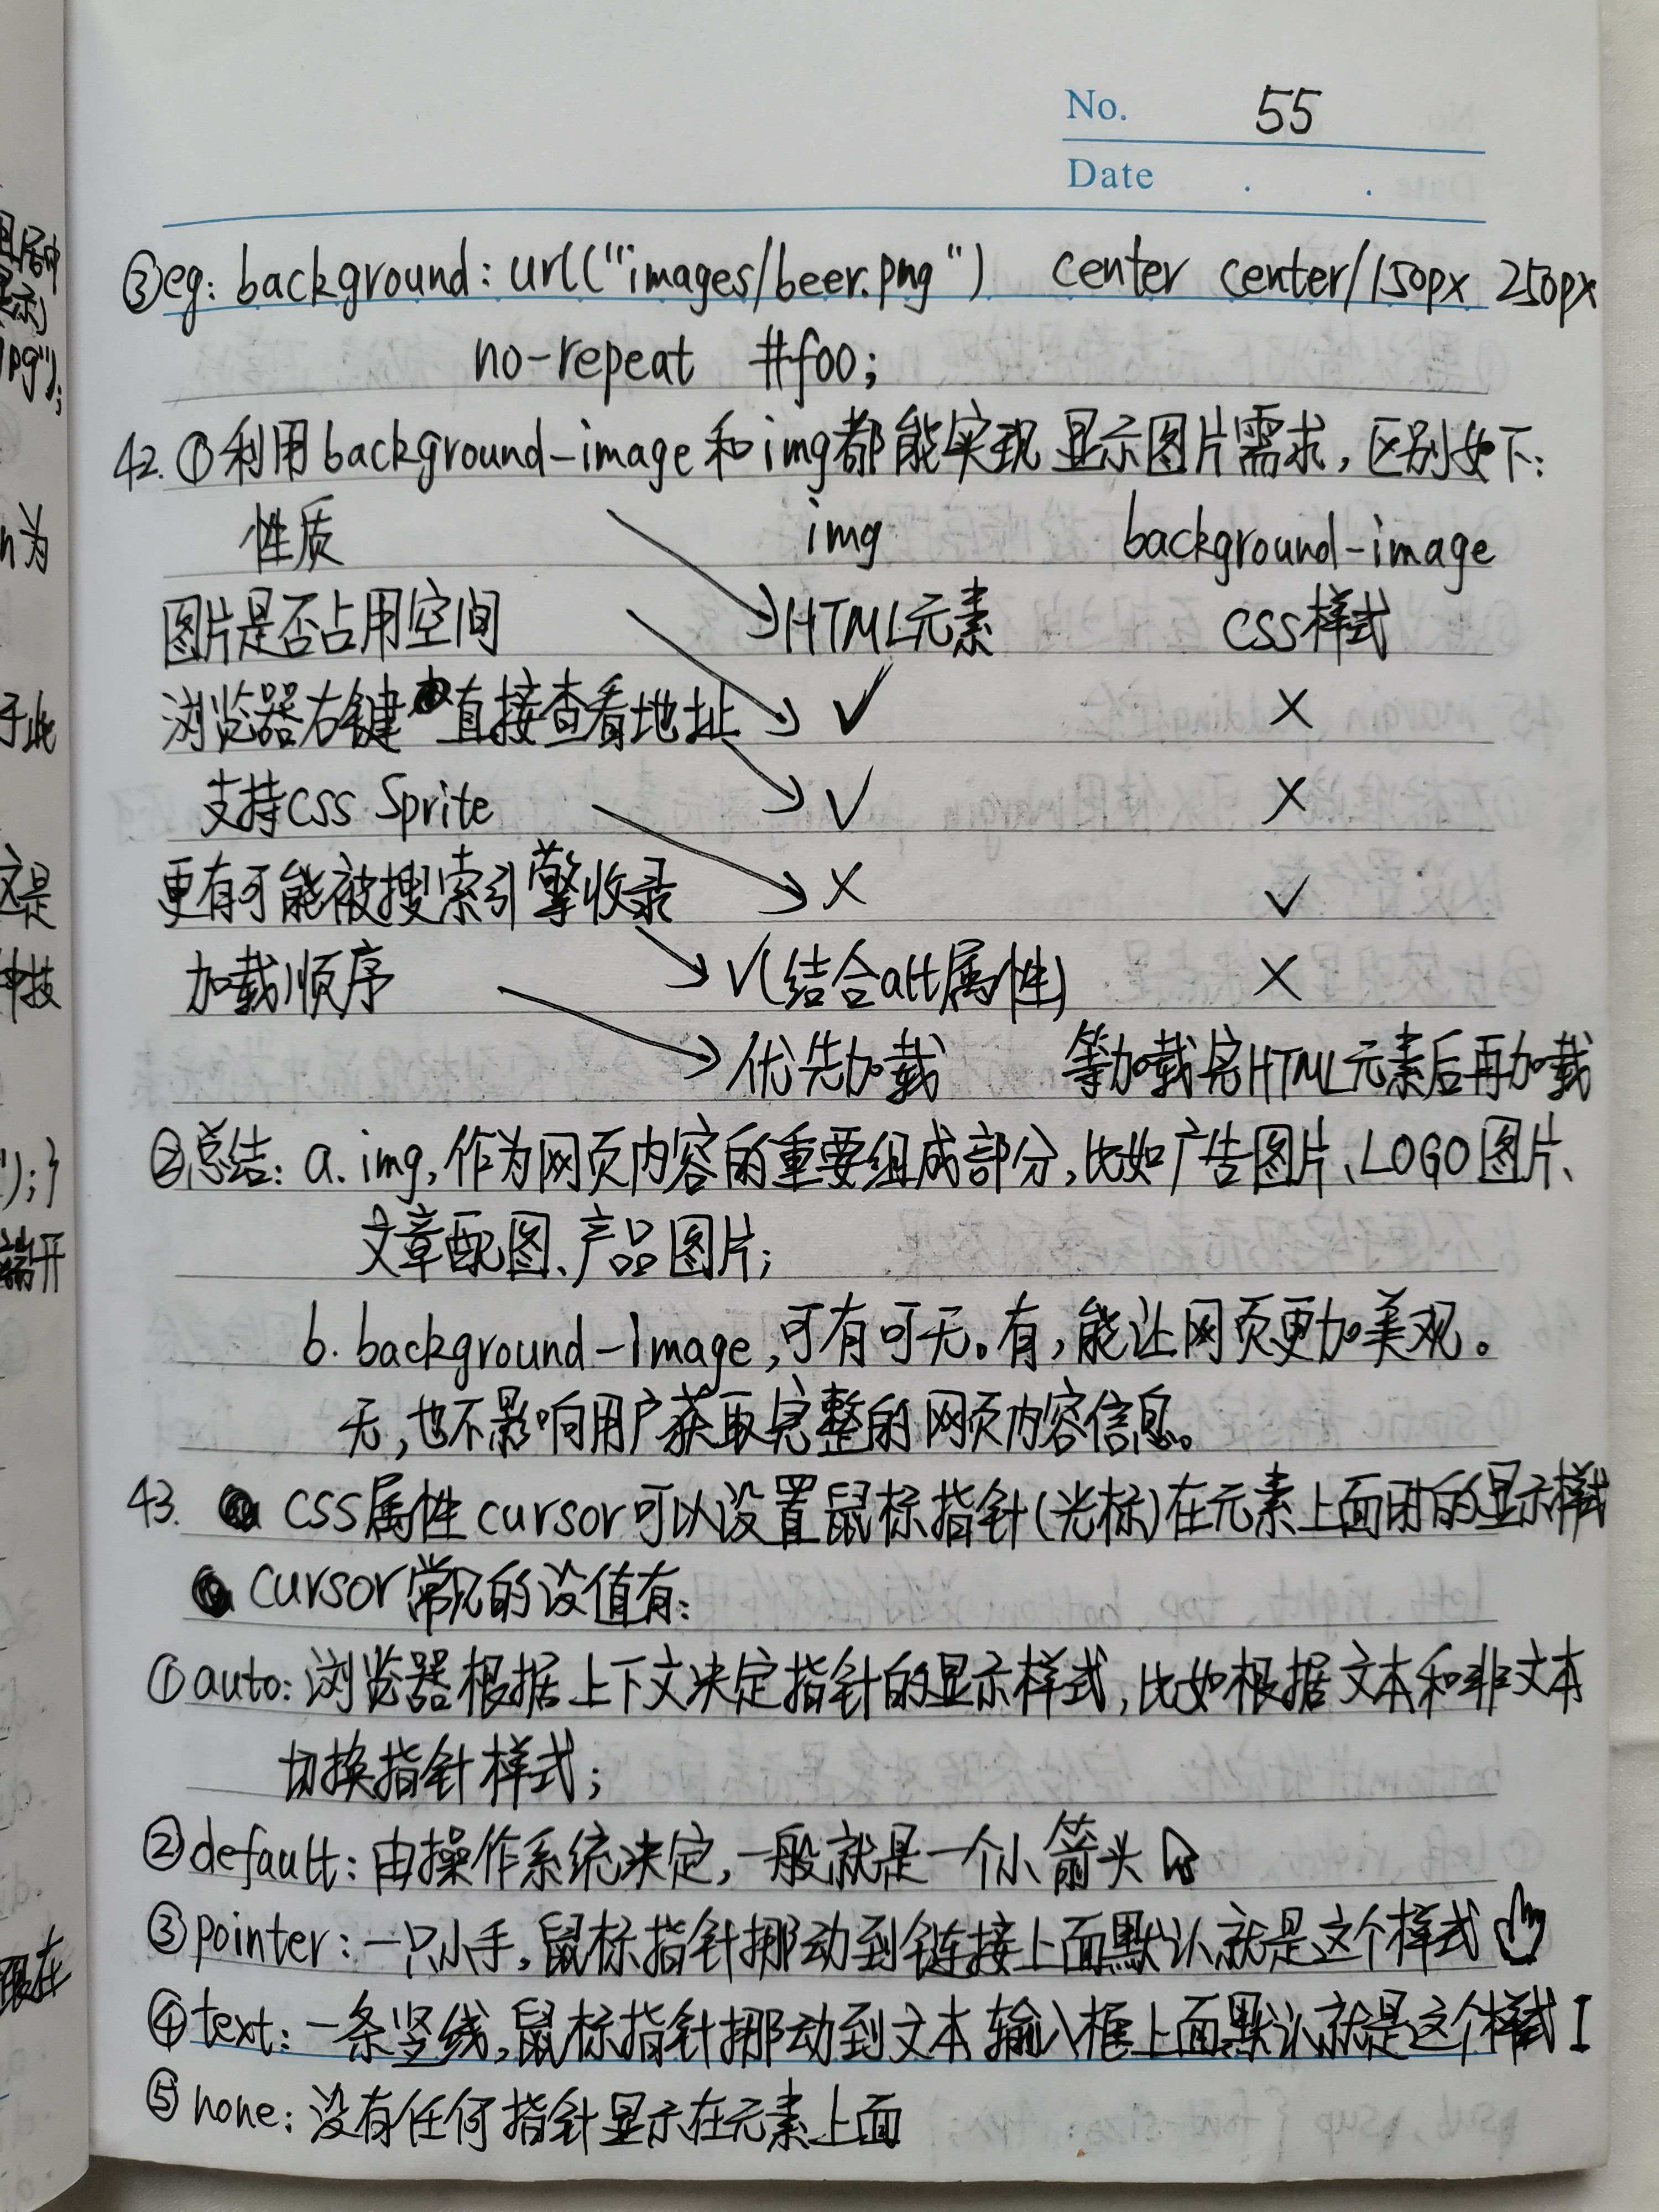 No. 55
Date . .
③eg: background: url("images/beer.png") center center/150px 250px
no-repeat #f00;
42. ①利用background-image和img都能实现显示图片需求,区别如下:
性质 img background-image
图片是否占用空间 HTML元素 CSS样式
浏览器右键直接查看地址 ✓ ×
支持CSS Sprite ✓ ×
更有可能被搜索引擎收录 × ✓
加载顺序 ✓(结合alt属性) ×
优先加载 等加载完HTML元素后再加载
②总结: a. img,作为网页内容的重要组成部分,比如广告图片、LOGO图片、
文章配图、产品图片;
b. background-image,可有可无。有,能让网页更加美观。
无,也不影响用户获取完整的网页内容信息。
43. CSS属性cursor可以设置鼠标指针(光标)在元素上面时的显示样式
cursor常见的设值有:
①auto: 浏览器根据上下文决定指针的显示样式,比如根据文本和非文本
切换指针样式;
②default: 由操作系统决定,一般就是一个小箭头
③pointer: 一只小手,鼠标指针挪动到链接上面默认就是这个样式
④text: 一条竖线,鼠标指针挪动到文本输入框上面默认就是这个样式 I
⑤none: 没有任何指针显示在元素上面